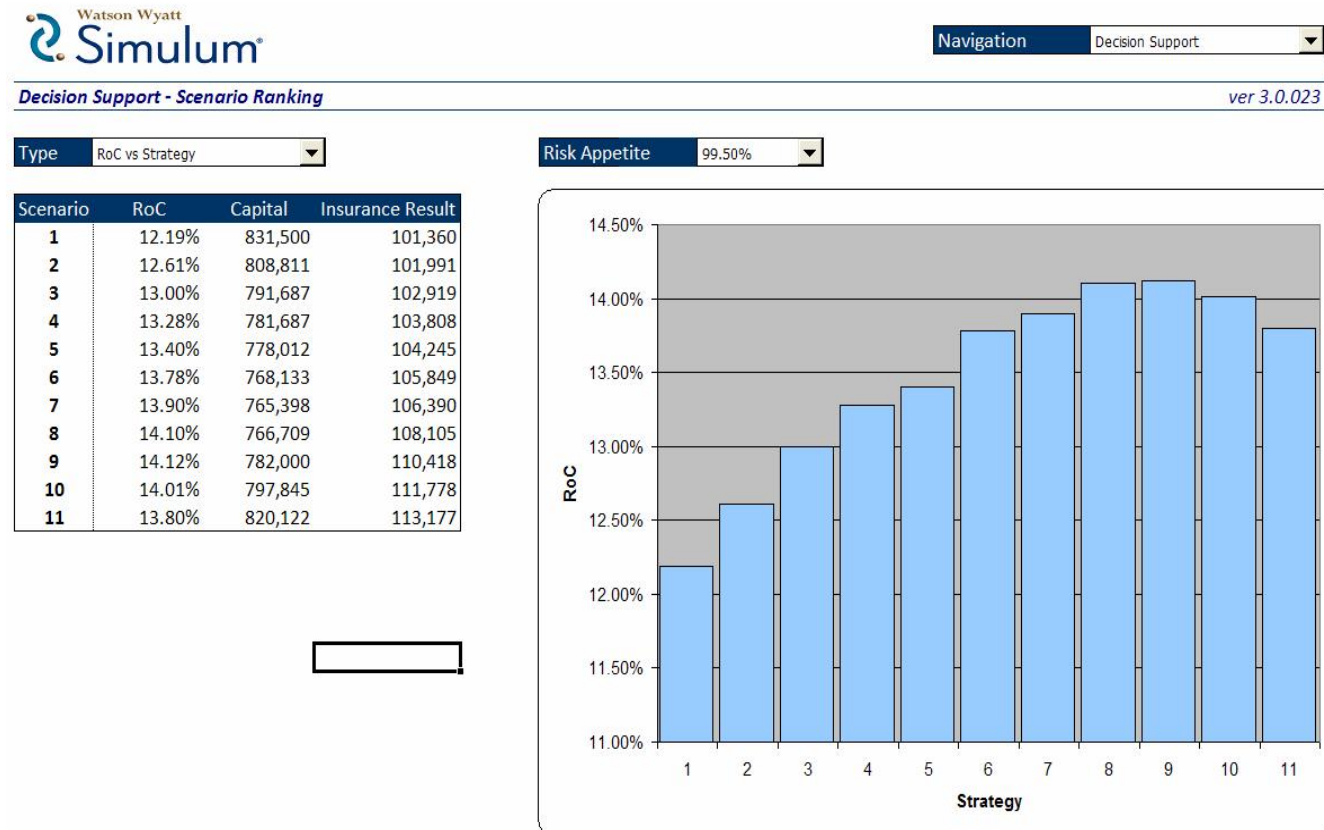 Watson Wyatt
Simulum®
Navigation Decision Support
Decision Support - Scenario Ranking ver 3.0.023
Type RoC vs Strategy Risk Appetite 99.50%
Scenario RoC Capital Insurance Result
1 12.19% 831,500 101,360
2 12.61% 808,811 101,991
3 13.00% 791,687 102,919
4 13.28% 781,687 103,808
5 13.40% 778,012 104,245
6 13.78% 768,133 105,849
7 13.90% 765,398 106,390
8 14.10% 766,709 108,105
9 14.12% 782,000 110,418
10 14.01% 797,845 111,778
11 13.80% 820,122 113,177
14.50%
14.00%
13.50%
13.00%
12.50%
12.00%
11.50%
11.00%
RoC
1 2 3 4 5 6 7 8 9 10 11
Strategy